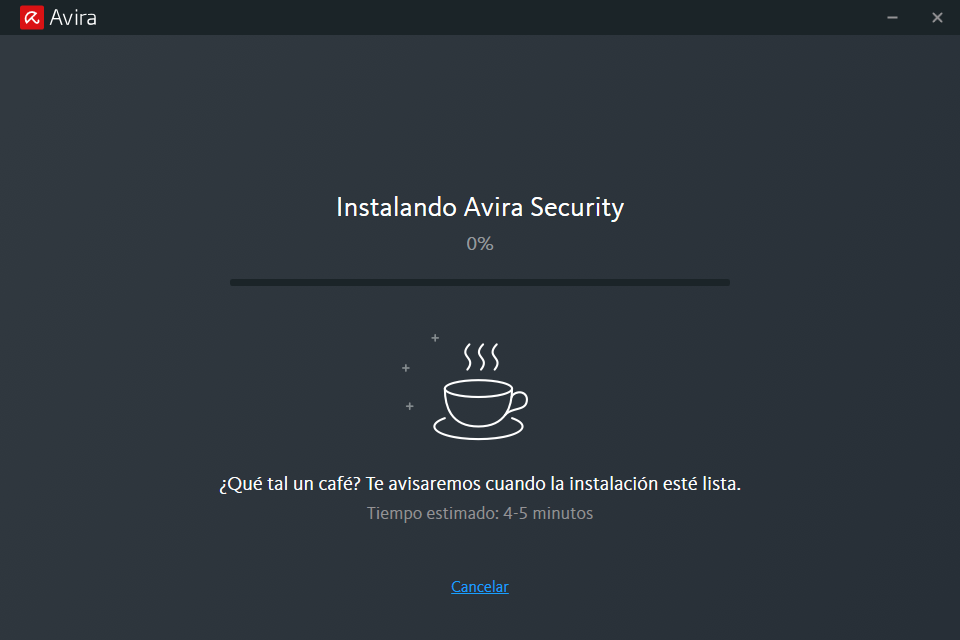 Avira
Instalando Avira Security
0%
¿Qué tal un café? Te avisaremos cuando la instalación esté lista.
Tiempo estimado: 4-5 minutos
Cancelar